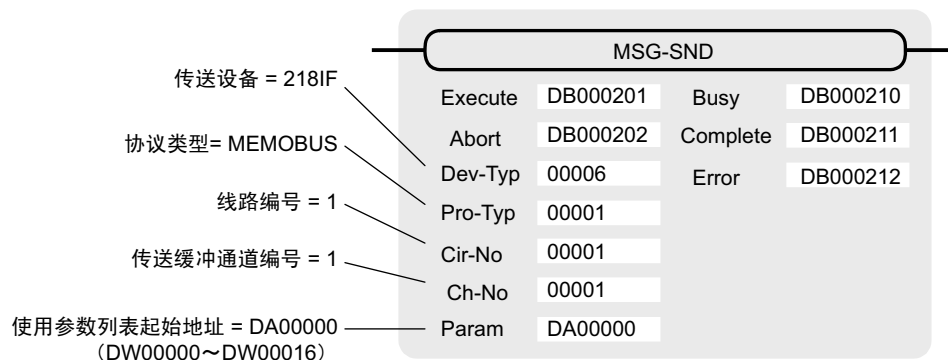 MSG-SND
传送设备 = 218IF
Execute DB000201 Busy DB000210
协议类型= MEMOBUS
Abort DB000202 Complete DB000211
Dev-Typ 00006 Error DB000212
线路编号 = 1
Pro-Typ 00001
传送缓冲通道编号 = 1
Cir-No 00001
Ch-No 00001
使用参数列表起始地址 = DA00000
Param DA00000
（DW00000～DW00016）